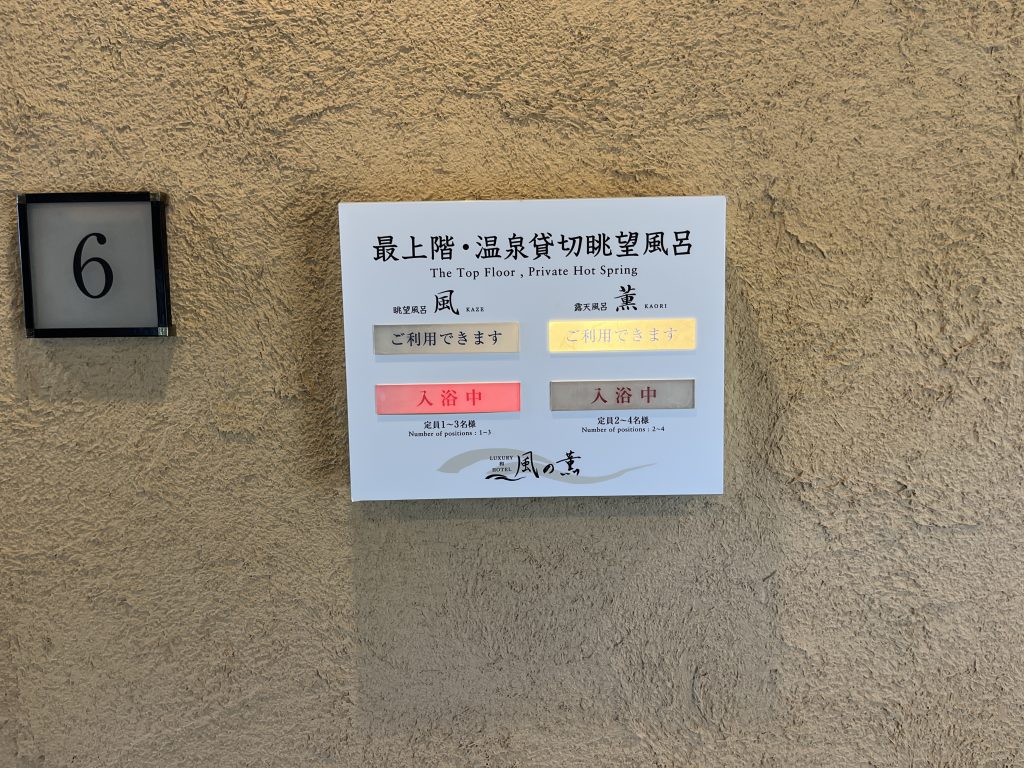 6
最上階・温泉貸切眺望風呂
The Top Floor , Private Hot Spring
眺望風呂 風 KAZE
ご利用できます
入浴中
定員1~3名様
Number of positions : 1~3
露天風呂 薫 KAORI
ご利用できます
入浴中
定員2~4名様
Number of positions : 2~4
LUXURY
和
HOTEL
風の薫